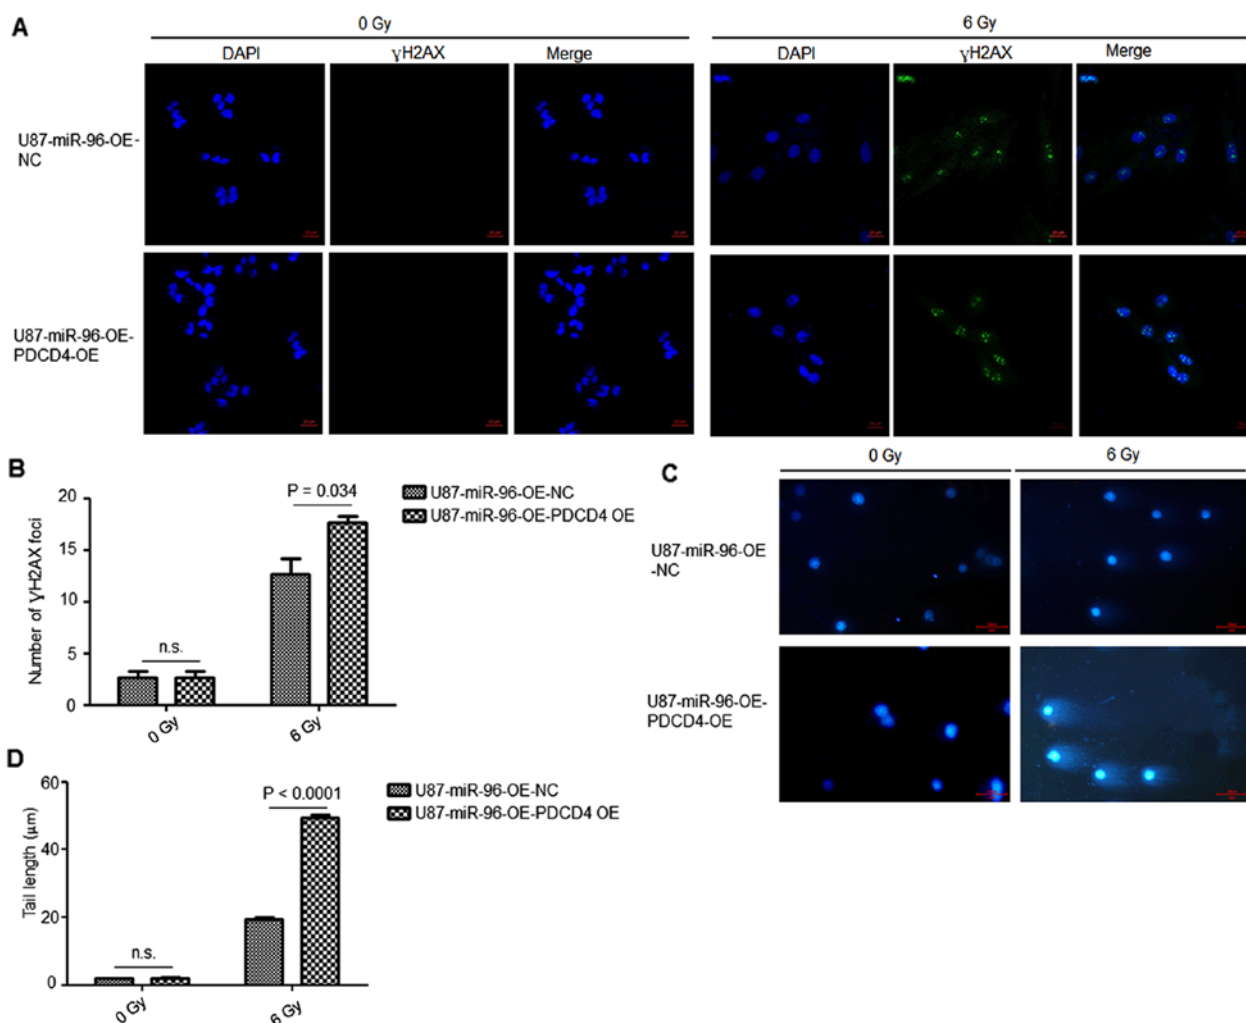 A
0 Gy
6 Gy
DAPI
ɣH2AX
Merge
DAPI
ɣH2AX
Merge
U87-miR-96-OE-
NC
U87-miR-96-OE-
PDCD4-OE
B
Number of ɣH2AX foci
20
15
10
5
0
n.s.
P = 0.034
0 Gy
6 Gy
U87-miR-96-OE-NC
U87-miR-96-OE-PDCD4 OE
C
0 Gy
6 Gy
U87-miR-96-OE
-NC
U87-miR-96-OE-
PDCD4-OE
D
Tail length (μm)
60
40
20
0
n.s.
P < 0.0001
0 Gy
6 Gy
U87-miR-96-OE-NC
U87-miR-96-OE-PDCD4 OE